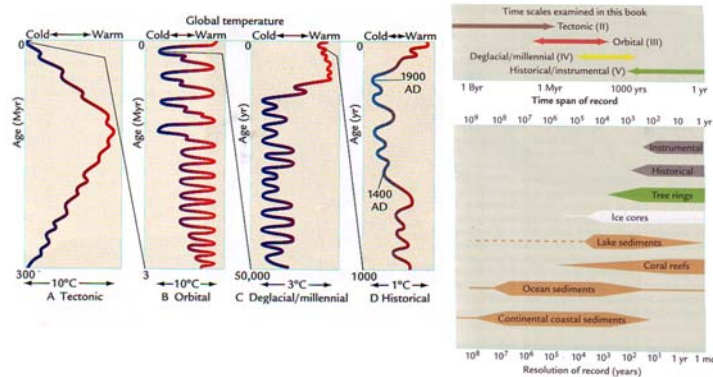 Global temperature
Cold Warm Cold Warm Cold Warm Cold Warm
0 0 0 0
Age (Myr) Age (Myr) Age (yr) Age (yr)
1900
AD
1400
AD
300 3 50,000 1000
10°C 10°C 3°C 1°C
A Tectonic B Orbital C Deglacial/millennial D Historical
Time scales examined in this book
Tectonic (II)
Orbital (III)
Deglacial/millennial (IV)
Historical/instrumental (V)
1 Byr 1 Myr 1000 yrs 1 yr
Time span of record
10⁹ 10⁸ 10⁷ 10⁶ 10⁵ 10⁴ 10³ 10² 10¹ 1 yr
Instrumental
Historical
Tree rings
Ice cores
Lake sediments
Coral reefs
Ocean sediments
Continental coastal sediments
10⁸ 10⁷ 10⁶ 10⁵ 10⁴ 10³ 10² 10¹ 1 yr 1 mo
Resolution of record (years)